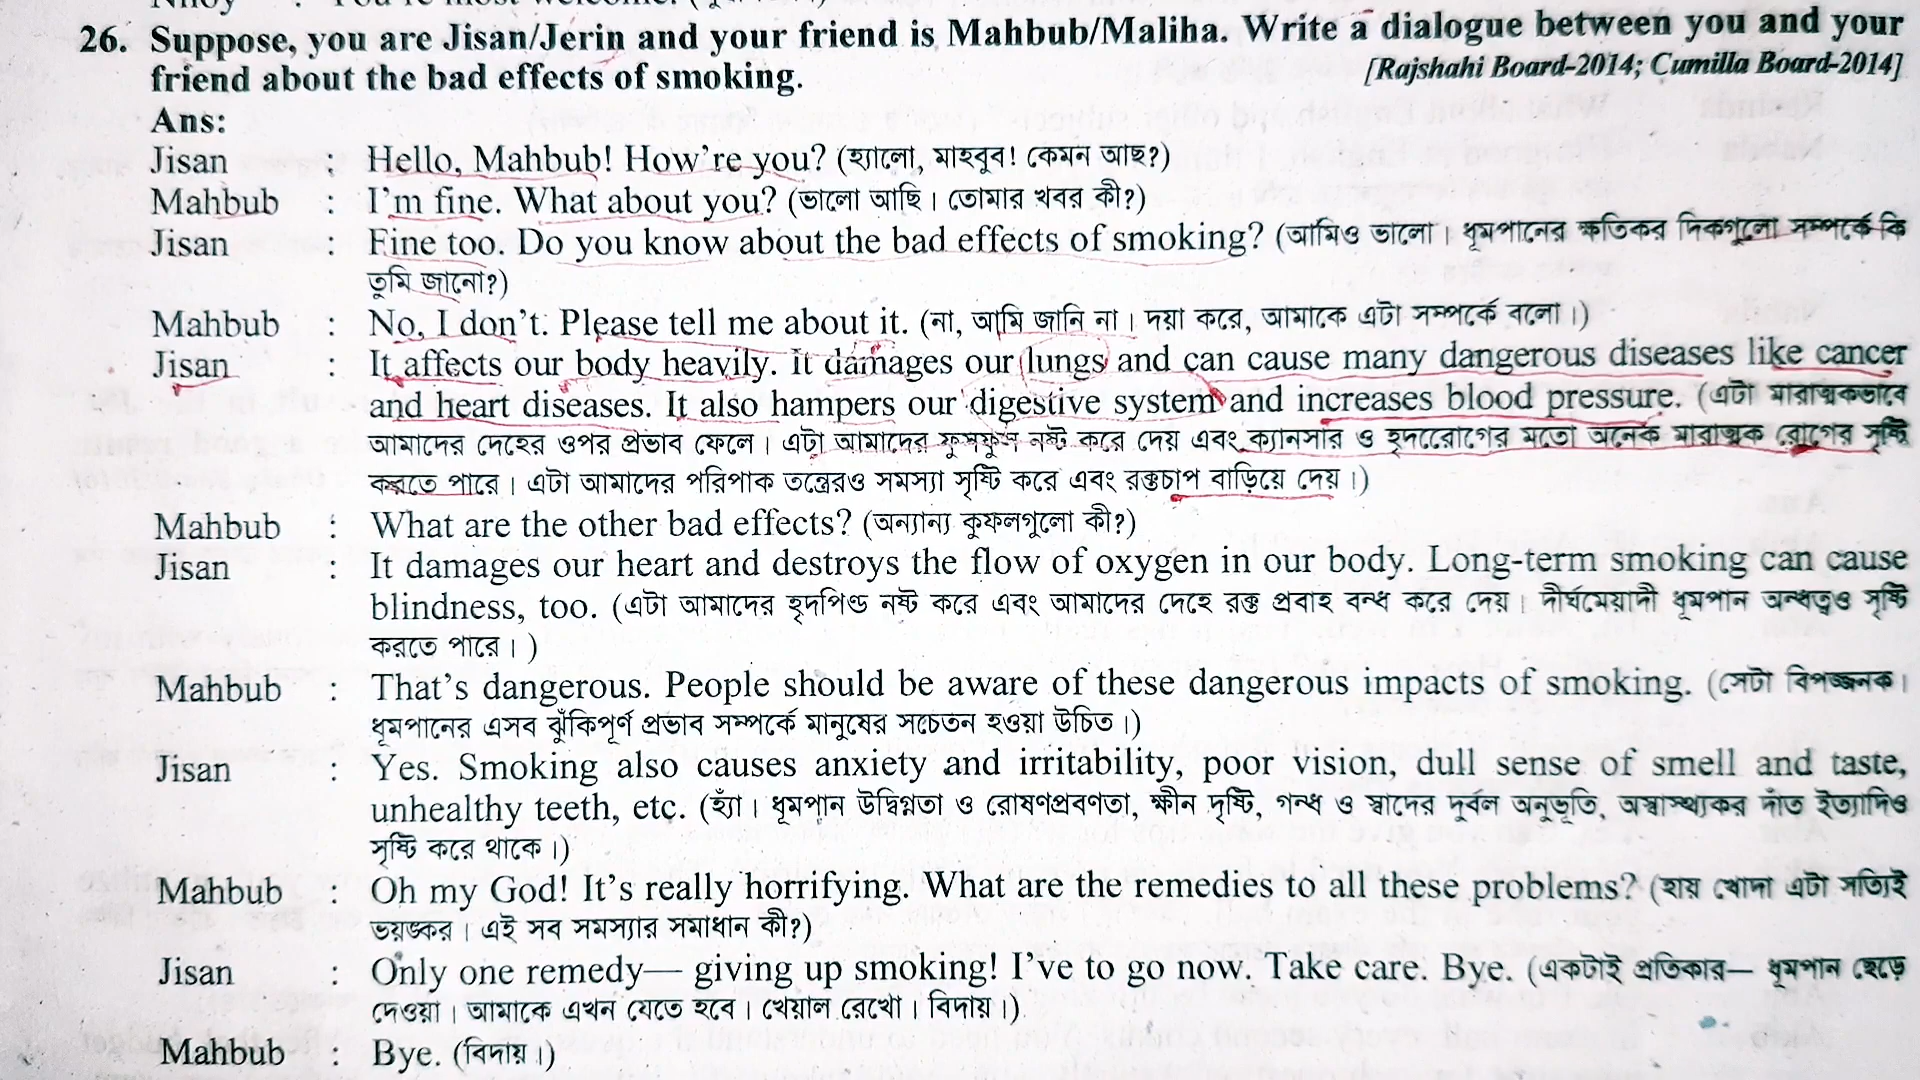 26. Suppose, you are Jisan/Jerin and your friend is Mahbub/Maliha. Write a dialogue between you and your
friend about the bad effects of smoking. [Rajshahi Board-2014; Cumilla Board-2014]
Ans:
Jisan : Hello, Mahbub! How’re you? (হ্যালো, মাহবুব! কেমন আছ?)
Mahbub : I’m fine. What about you? (ভালো আছি। তোমার খবর কী?)
Jisan : Fine too. Do you know about the bad effects of smoking? (আমিও ভালো। ধূমপানের ক্ষতিকর দিকগুলো সম্পর্কে কি
তুমি জানো?)
Mahbub : No, I don’t. Please tell me about it. (না, আমি জানি না। দয়া করে, আমাকে এটা সম্পর্কে বলো।)
Jisan : It affects our body heavily. It damages our lungs and can cause many dangerous diseases like cancer
and heart diseases. It also hampers our digestive system and increases blood pressure. (এটা মারাত্মকভাবে
আমাদের দেহের ওপর প্রভাব ফেলে। এটা আমাদের ফুসফুস নষ্ট করে দেয় এবং ক্যানসার ও হৃদরোগের মতো অনেক মারাত্মক রোগের সৃষ্টি
করতে পারে। এটা আমাদের পরিপাক তন্ত্রেরও সমস্যা সৃষ্টি করে এবং রক্তচাপ বাড়িয়ে দেয়।)
Mahbub : What are the other bad effects? (অন্যান্য কুফলগুলো কী?)
Jisan : It damages our heart and destroys the flow of oxygen in our body. Long-term smoking can cause
blindness, too. (এটা আমাদের হৃদপিণ্ড নষ্ট করে এবং আমাদের দেহে রক্ত প্রবাহ বন্ধ করে দেয়। দীর্ঘমেয়াদী ধূমপান অন্ধত্বও সৃষ্টি
করতে পারে।)
Mahbub : That’s dangerous. People should be aware of these dangerous impacts of smoking. (সেটা বিপজ্জনক।
ধূমপানের এসব ঝুঁকিপূর্ণ প্রভাব সম্পর্কে মানুষের সচেতন হওয়া উচিত।)
Jisan : Yes. Smoking also causes anxiety and irritability, poor vision, dull sense of smell and taste,
unhealthy teeth, etc. (হ্যাঁ। ধূমপান উদ্বিগ্নতা ও রোষণপ্রবণতা, ক্ষীন দৃষ্টি, গন্ধ ও স্বাদের দুর্বল অনুভূতি, অস্বাস্থ্যকর দাঁত ইত্যাদিও
সৃষ্টি করে থাকে।)
Mahbub : Oh my God! It’s really horrifying. What are the remedies to all these problems? (হায় খোদা এটা সত্যিই
ভয়ঙ্কর। এই সব সমস্যার সমাধান কী?)
Jisan : Only one remedy— giving up smoking! I’ve to go now. Take care. Bye. (একটাই প্রতিকার— ধূমপান ছেড়ে
দেওয়া। আমাকে এখন যেতে হবে। খেয়াল রেখো। বিদায়।)
Mahbub : Bye. (বিদায়।)